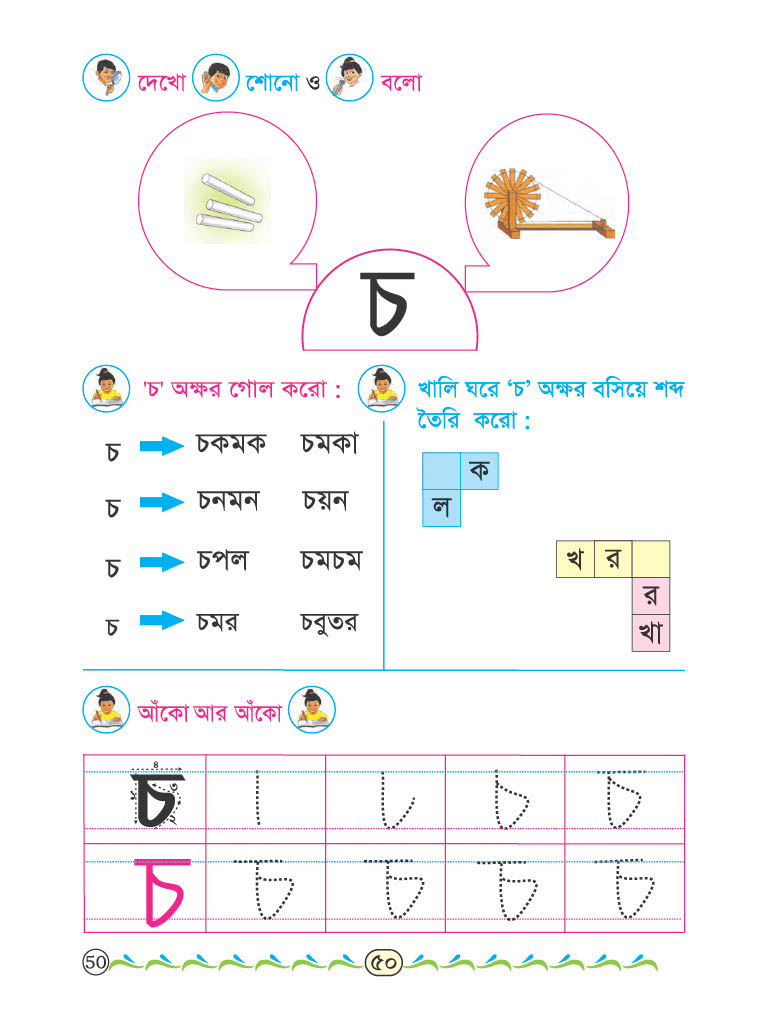 দেখো শোনো ও বলো
চ
'চ' অক্ষর গোল করো :
চ চকমক চমকা
চ চনমন চয়ন
চ চপল চমচম
চ চমর চবুতর
খালি ঘরে ‘চ’ অক্ষর বসিয়ে শব্দ
তৈরি করো :
ক
ল
খ র
র
খা
আঁকো আর আঁকো
চ
চ চ চ চ চ
50 ৫০